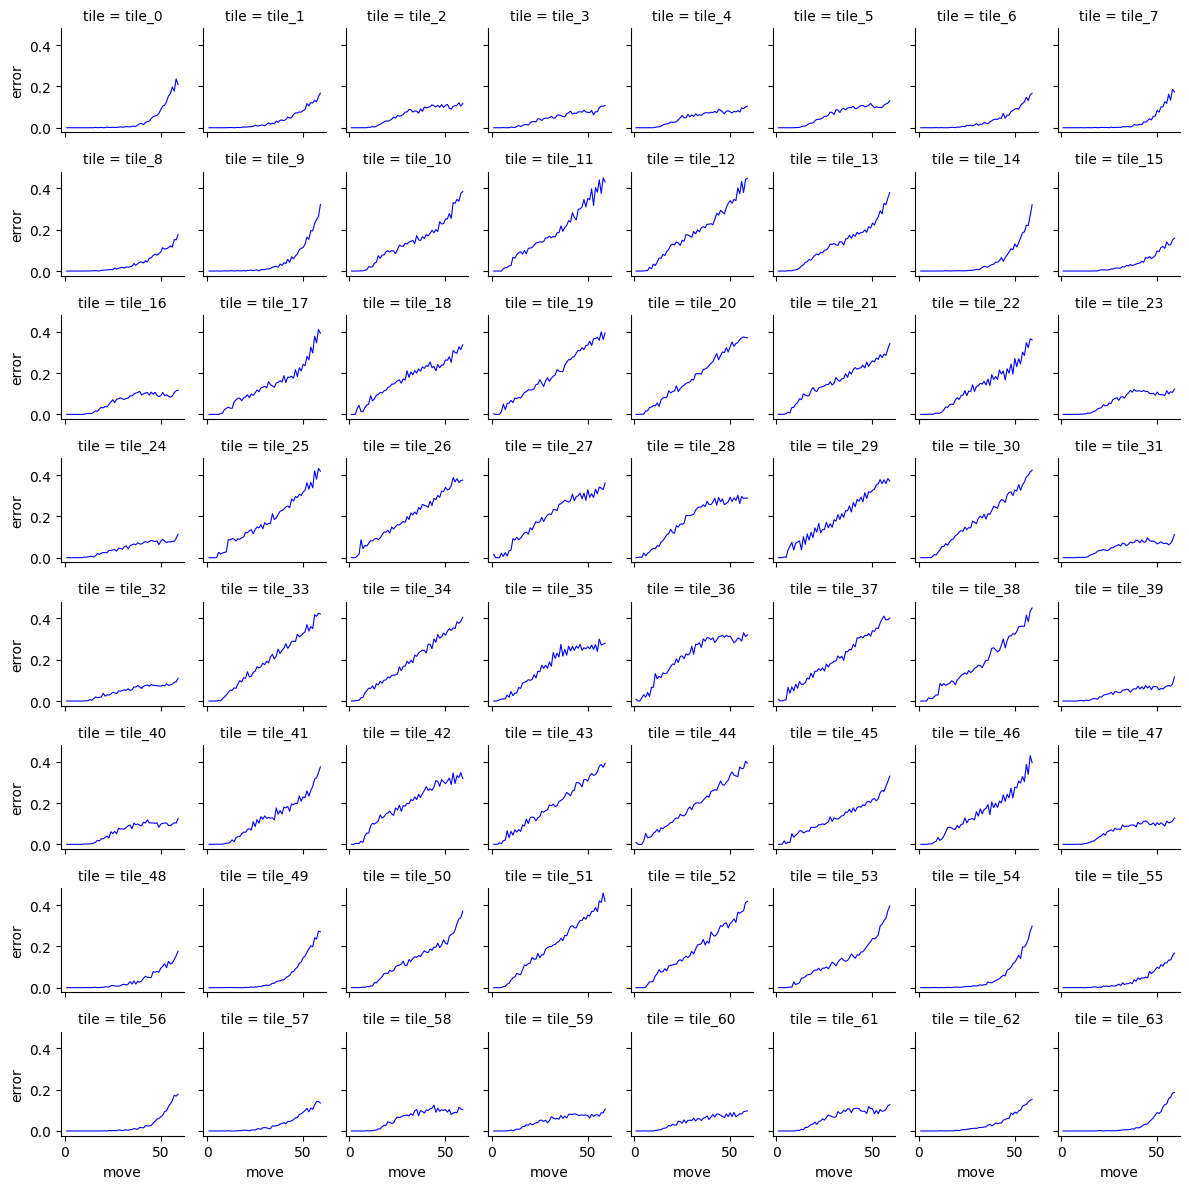 tile = tile_0 tile = tile_1 tile = tile_2 tile = tile_3 tile = tile_4 tile = tile_5 tile = tile_6 tile = tile_7
0.4
error
0.2
0.0
tile = tile_8 tile = tile_9 tile = tile_10 tile = tile_11 tile = tile_12 tile = tile_13 tile = tile_14 tile = tile_15
0.4
error
0.2
0.0
tile = tile_16 tile = tile_17 tile = tile_18 tile = tile_19 tile = tile_20 tile = tile_21 tile = tile_22 tile = tile_23
0.4
error
0.2
0.0
tile = tile_24 tile = tile_25 tile = tile_26 tile = tile_27 tile = tile_28 tile = tile_29 tile = tile_30 tile = tile_31
0.4
error
0.2
0.0
tile = tile_32 tile = tile_33 tile = tile_34 tile = tile_35 tile = tile_36 tile = tile_37 tile = tile_38 tile = tile_39
0.4
error
0.2
0.0
tile = tile_40 tile = tile_41 tile = tile_42 tile = tile_43 tile = tile_44 tile = tile_45 tile = tile_46 tile = tile_47
0.4
error
0.2
0.0
tile = tile_48 tile = tile_49 tile = tile_50 tile = tile_51 tile = tile_52 tile = tile_53 tile = tile_54 tile = tile_55
0.4
error
0.2
0.0
tile = tile_56 tile = tile_57 tile = tile_58 tile = tile_59 tile = tile_60 tile = tile_61 tile = tile_62 tile = tile_63
0.4
error
0.2
0.0
0 50 0 50 0 50 0 50 0 50 0 50 0 50 0 50
move move move move move move move move